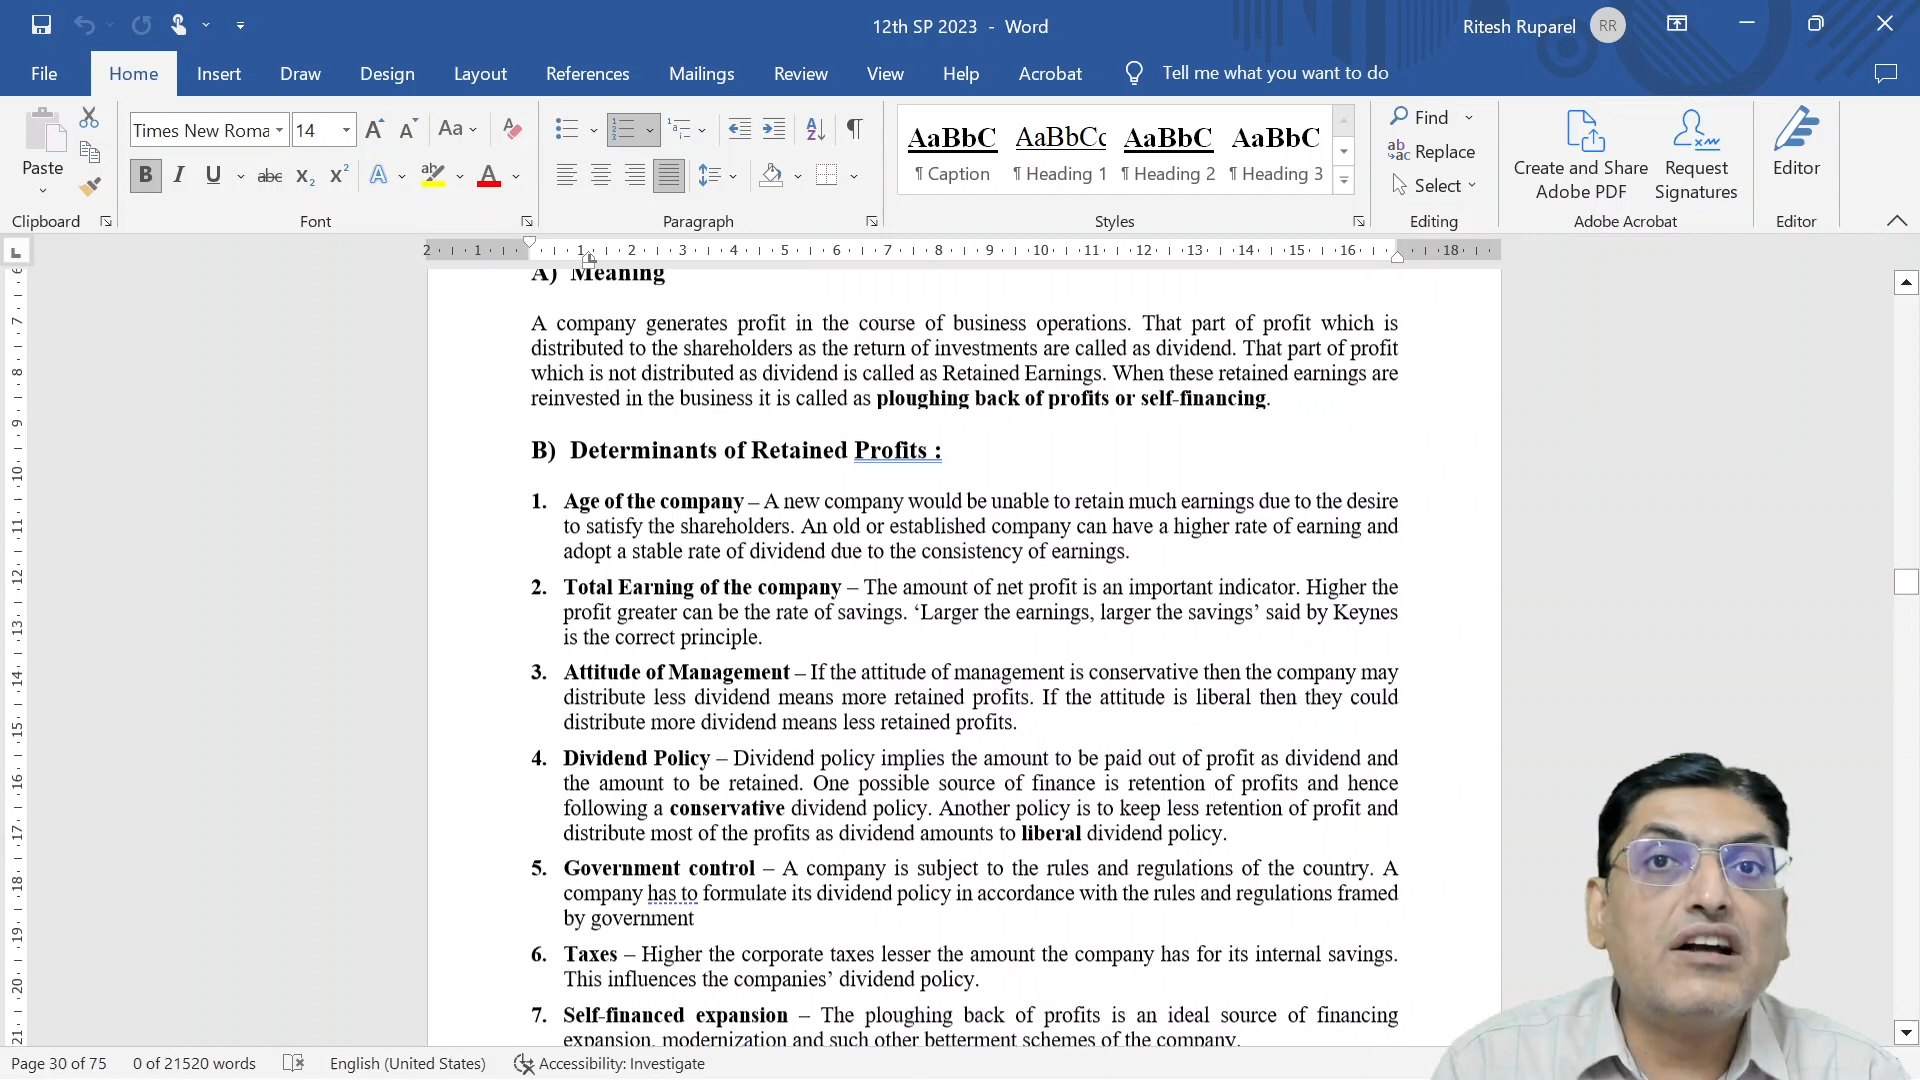 12th SP 2023 - Word
Ritesh Ruparel
RR
File
Home
Insert
Draw
Design
Layout
References
Mailings
Review
View
Help
Acrobat
Tell me what you want to do
Paste
Clipboard
Times New Roma
14
Font
Paragraph
AaBbC
¶ Caption
AaBbCc
¶ Heading 1
AaBbC
¶ Heading 2
AaBbC
¶ Heading 3
Styles
Find
Replace
Select
Editing
Create and Share
Adobe PDF
Request
Signatures
Adobe Acrobat
Editor
Editor
2 1 1 2 3 4 5 6 7 8 9 10 11 12 13 14 15 16 18
A) Meaning
A company generates profit in the course of business operations. That part of profit which is
distributed to the shareholders as the return of investments are called as dividend. That part of profit
which is not distributed as dividend is called as Retained Earnings. When these retained earnings are
reinvested in the business it is called as ploughing back of profits or self-financing.
B) Determinants of Retained Profits :
1. Age of the company – A new company would be unable to retain much earnings due to the desire
to satisfy the shareholders. An old or established company can have a higher rate of earning and
adopt a stable rate of dividend due to the consistency of earnings.
2. Total Earning of the company – The amount of net profit is an important indicator. Higher the
profit greater can be the rate of savings. ‘Larger the earnings, larger the savings’ said by Keynes
is the correct principle.
3. Attitude of Management – If the attitude of management is conservative then the company may
distribute less dividend means more retained profits. If the attitude is liberal then they could
distribute more dividend means less retained profits.
4. Dividend Policy – Dividend policy implies the amount to be paid out of profit as dividend and
the amount to be retained. One possible source of finance is retention of profits and hence
following a conservative dividend policy. Another policy is to keep less retention of profit and
distribute most of the profits as dividend amounts to liberal dividend policy.
5. Government control – A company is subject to the rules and regulations of the country. A
company has to formulate its dividend policy in accordance with the rules and regulations framed
by government
6. Taxes – Higher the corporate taxes lesser the amount the company has for its internal savings.
This influences the companies’ dividend policy.
7. Self-financed expansion – The ploughing back of profits is an ideal source of financing
expansion, modernization and such other betterment schemes of the company.
Page 30 of 75
0 of 21520 words
English (United States)
Accessibility: Investigate